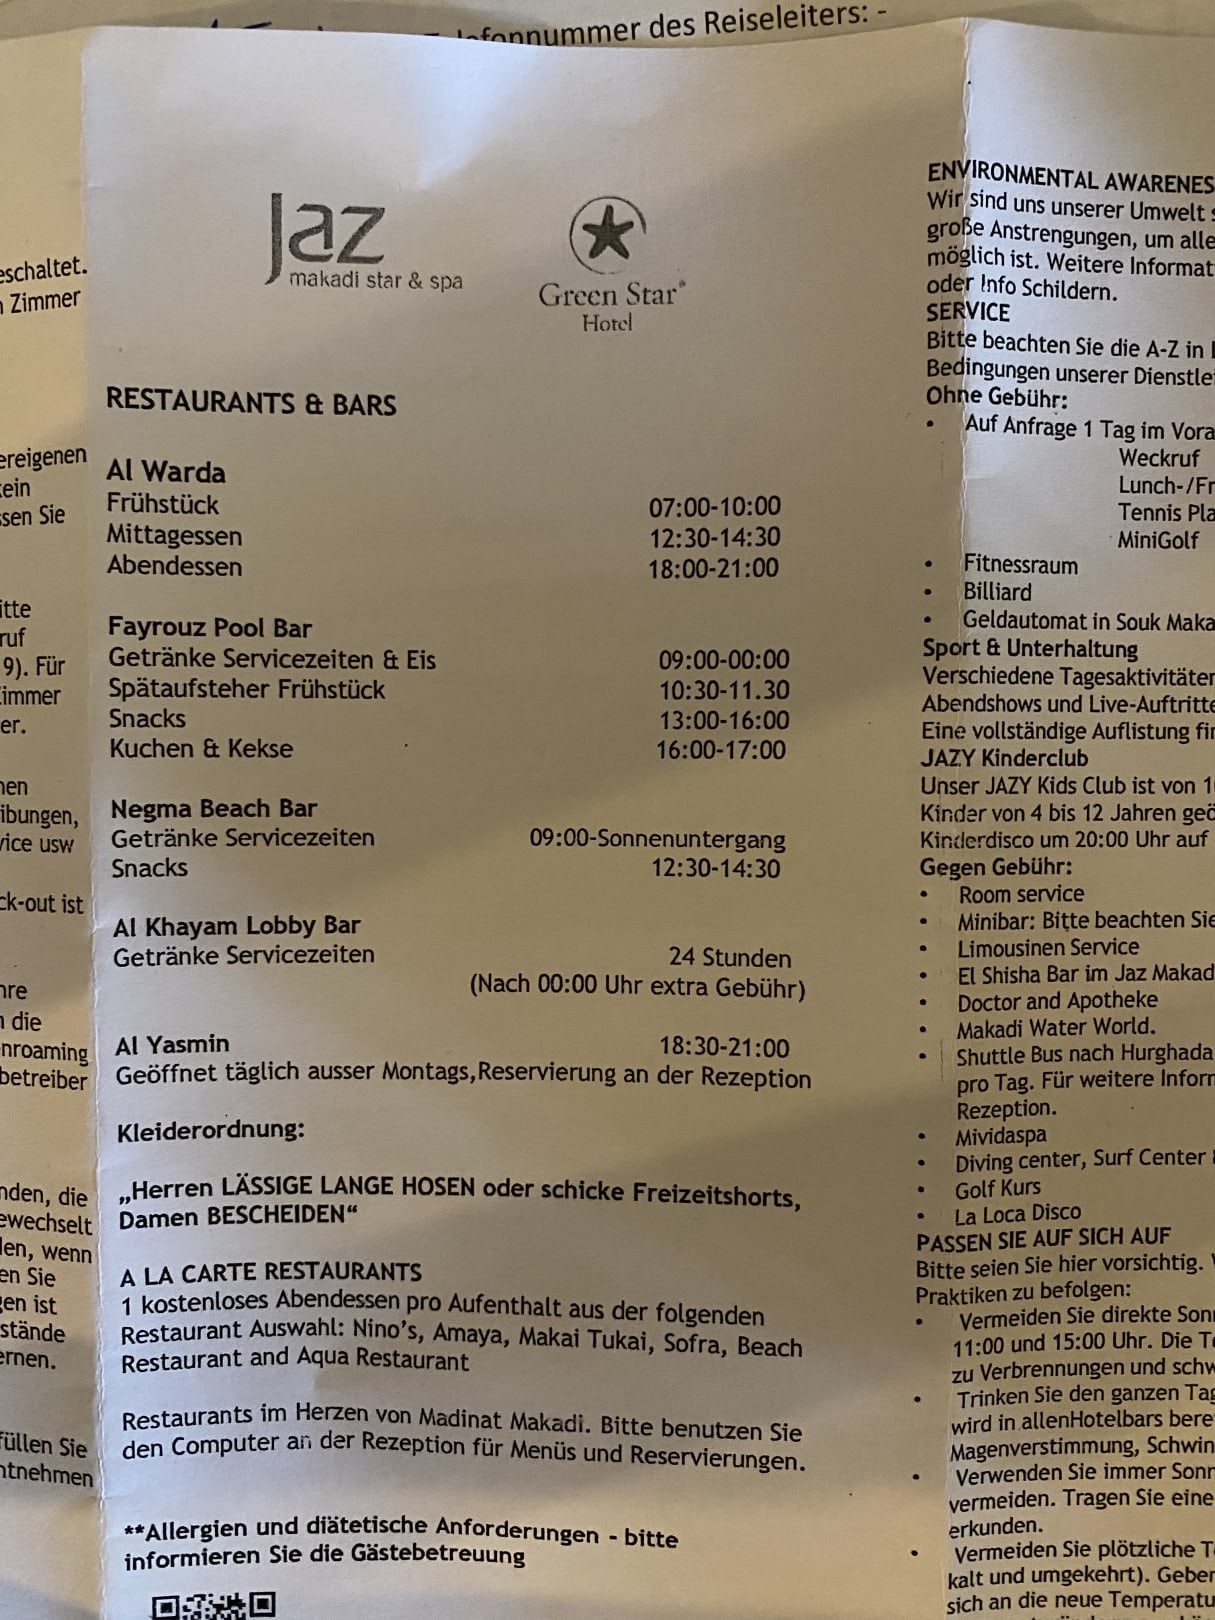 fonnummer des Reiseleiters: -
eschaltet.
Zimmer
ereigenen
ein
ssen Sie
itte
ruf
9). Für
immer
er.
nen
ibungen,
vice usw
ck-out ist
hre
n die
nroaming
betreiber
nden, die
ewechselt
len, wenn
en Sie
gen ist
stände
ernen.
füllen Sie
ntnehmen
Jaz
makadi star & spa
Green Star®
Hotel
RESTAURANTS & BARS
Al Warda
Frühstück 07:00-10:00
Mittagessen 12:30-14:30
Abendessen 18:00-21:00
Fayrouz Pool Bar
Getränke Servicezeiten & Eis 09:00-00:00
Spätaufsteher Frühstück 10:30-11.30
Snacks 13:00-16:00
Kuchen & Kekse 16:00-17:00
Negma Beach Bar
Getränke Servicezeiten 09:00-Sonnenuntergang
Snacks 12:30-14:30
Al Khayam Lobby Bar
Getränke Servicezeiten 24 Stunden
(Nach 00:00 Uhr extra Gebühr)
Al Yasmin 18:30-21:00
Geöffnet täglich ausser Montags,Reservierung an der Rezeption
Kleiderordnung:
„Herren LÄSSIGE LANGE HOSEN oder schicke Freizeitshorts,
Damen BESCHEIDEN“
A LA CARTE RESTAURANTS
1 kostenloses Abendessen pro Aufenthalt aus der folgenden
Restaurant Auswahl: Nino's, Amaya, Makai Tukai, Sofra, Beach
Restaurant and Aqua Restaurant
Restaurants im Herzen von Madinat Makadi. Bitte benutzen Sie
den Computer an der Rezeption für Menüs und Reservierungen.
**Allergien und diätetische Anforderungen - bitte
informieren Sie die Gästebetreuung
ENVIRONMENTAL AWARENES
Wir sind uns unserer Umwelt s
große Anstrengungen, um alle
möglich ist. Weitere Informat
oder Info Schildern.
SERVICE
Bitte beachten Sie die A-Z in I
Bedingungen unserer Dienstle
Ohne Gebühr:
• Auf Anfrage 1 Tag im Vora
Weckruf
Lunch-/Fr
Tennis Pla
MiniGolf
• Fitnessraum
• Billiard
• Geldautomat in Souk Maka
Sport & Unterhaltung
Verschiedene Tagesaktivitäten
Abendshows und Live-Auftritte
Eine vollständige Auflistung fin
JAZY Kinderclub
Unser JAZY Kids Club ist von 1
Kinder von 4 bis 12 Jahren geö
Kinderdisco um 20:00 Uhr auf
Gegen Gebühr:
• Room service
• Minibar: Bitte beachten Sie
• Limousinen Service
• El Shisha Bar im Jaz Makad
• Doctor and Apotheke
• Makadi Water World.
• Shuttle Bus nach Hurghada
pro Tag. Für weitere Inform
Rezeption.
• Mividaspa
• Diving center, Surf Center
• Golf Kurs
• La Loca Disco
PASSEN SIE AUF SICH AUF
Bitte seien Sie hier vorsichtig.
Praktiken zu befolgen:
• Vermeiden Sie direkte Sonn
11:00 und 15:00 Uhr. Die Te
zu Verbrennungen und schw
• Trinken Sie den ganzen Tag
wird in allenHotelbars bere
Magenverstimmung, Schwin
• Verwenden Sie immer Sonn
vermeiden. Tragen Sie eine
erkunden.
• Vermeiden Sie plötzliche Te
kalt und umgekehrt). Geben
sich an die neue Temperatu